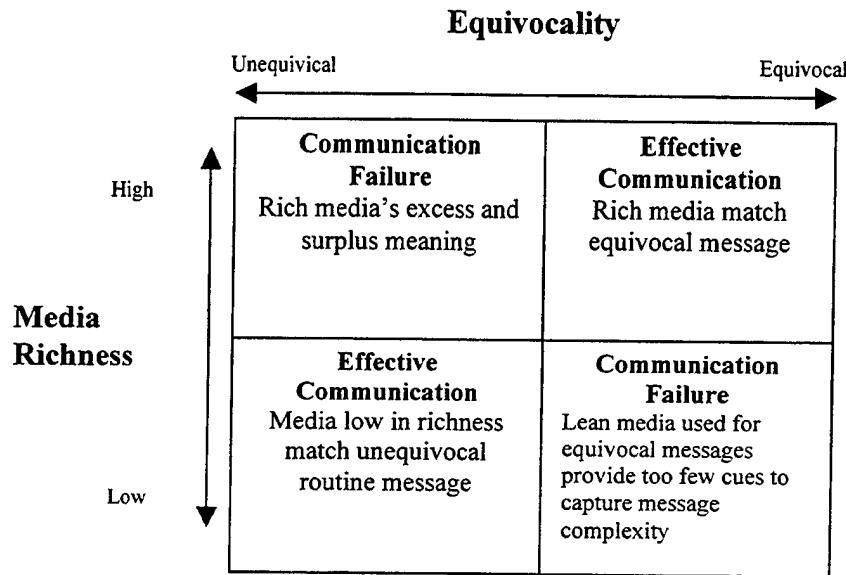 Equivocality
Unequivical
Equivocal
Communication
Failure
Rich media's excess and
surplus meaning
Effective
Communication
Rich media match
equivocal message
High
Media
Richness
Low
Effective
Communication
Media low in richness
match unequivocal
routine message
Communication
Failure
Lean media used for
equivocal messages
provide too few cues to
capture message
complexity